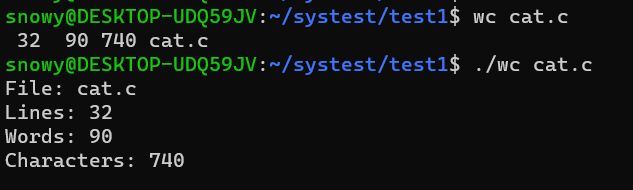 snowy@DESKTOP-UDQ59JV:~/systest/test1$ wc cat.c
 32  90 740 cat.c
snowy@DESKTOP-UDQ59JV:~/systest/test1$ ./wc cat.c
File: cat.c
Lines: 32
Words: 90
Characters: 740